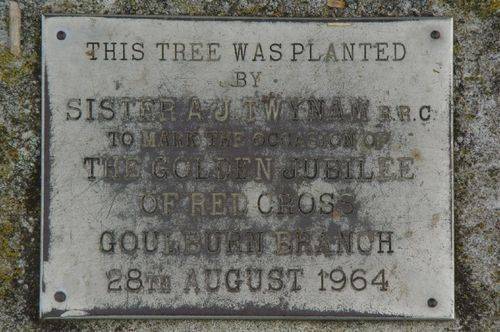 THIS TREE WAS PLANTED
BY
SISTER A.J. TWYNAM R.R.C.
TO MARK THE OCCASION OF
THE GOLDEN JUBILEE
OF RED CROSS
GOULBURN BRANCH
28TH AUGUST 1964